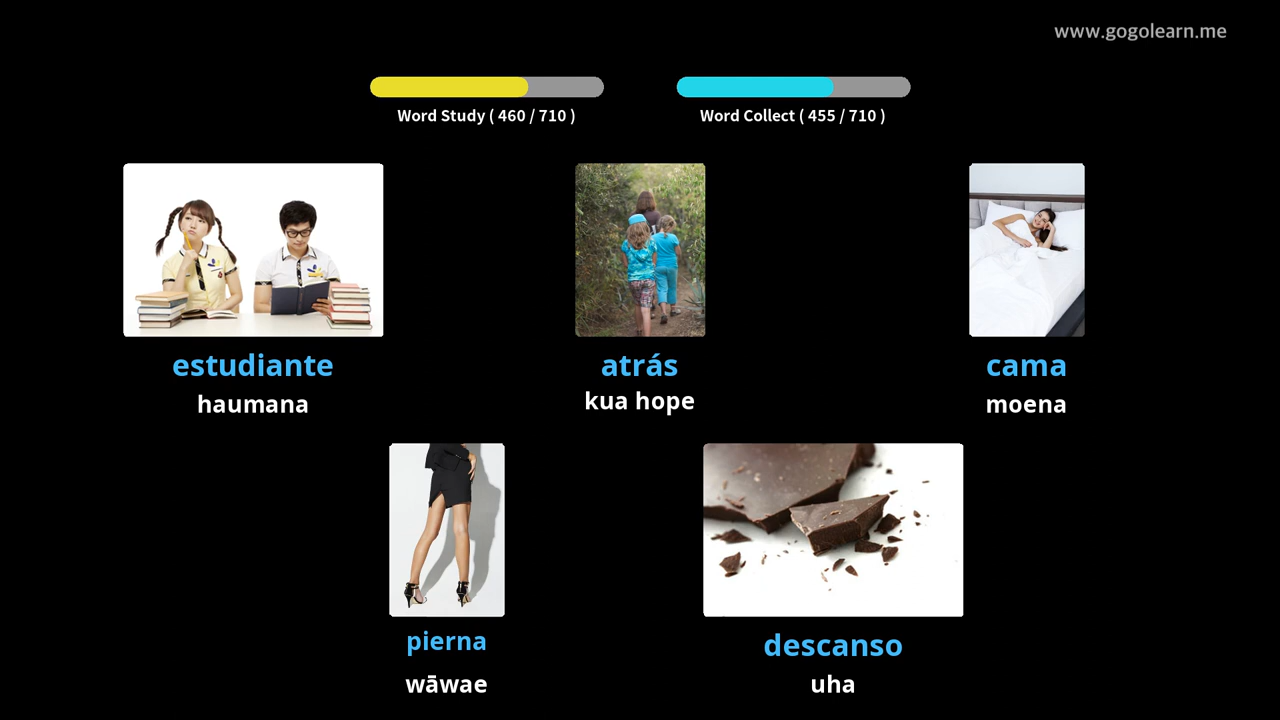 www.gogolearn.me
Word Study ( 460 / 710 )
Word Collect ( 455 / 710 )
estudiante
haumana
atrás
kua hope
cama
moena
pierna
wāwae
descanso
uha